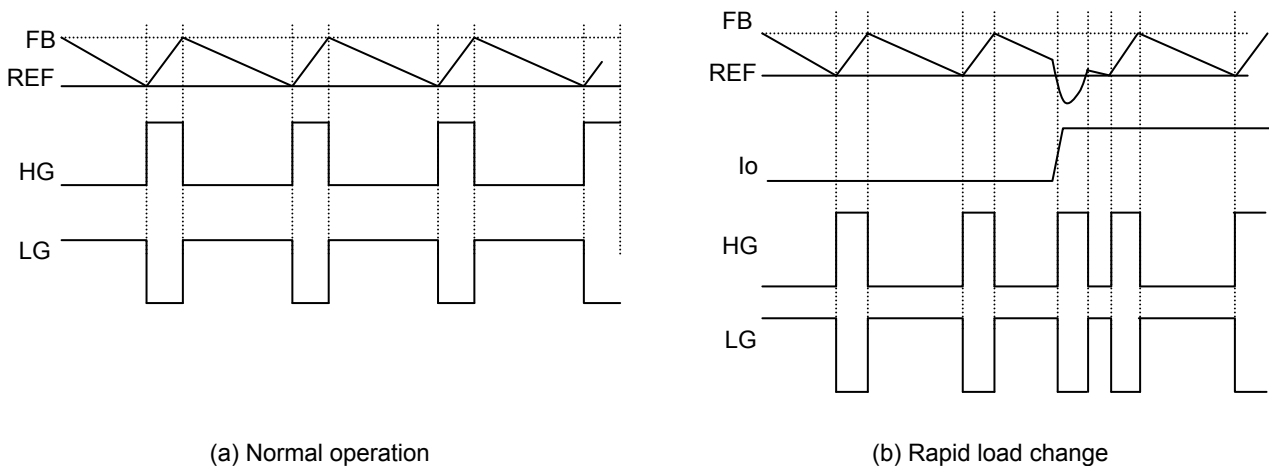 FB
REF
HG
LG
(a) Normal operation
FB
REF
Io
HG
LG
(b) Rapid load change